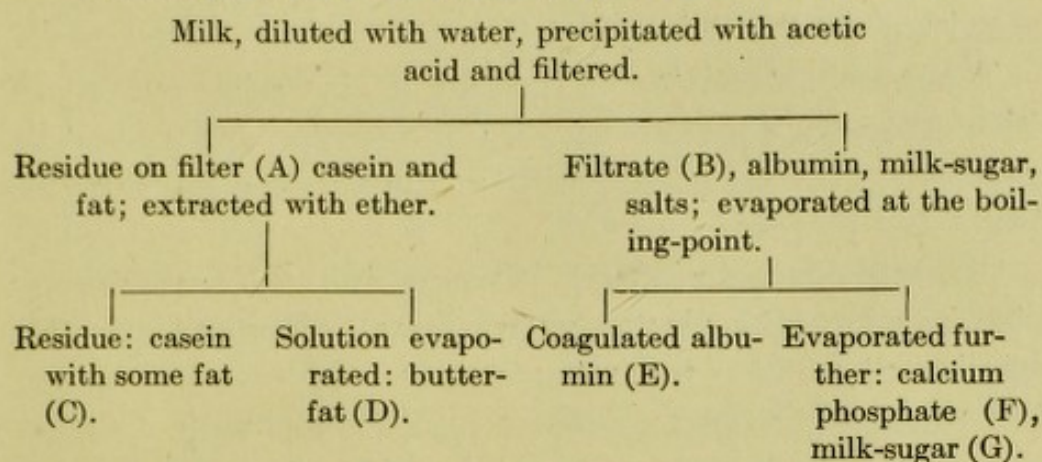 Milk, diluted with water, precipitated with acetic
acid and filtered.
Residue on filter (A) casein and
fat; extracted with ether.
Filtrate (B), albumin, milk-sugar,
salts; evaporated at the boil-
ing-point.
Residue: casein
with some fat
(C).
Solution evapo-
rated: butter-
fat (D).
Coagulated albu-
min (E).
Evaporated fur-
ther: calcium
phosphate (F),
milk-sugar (G).